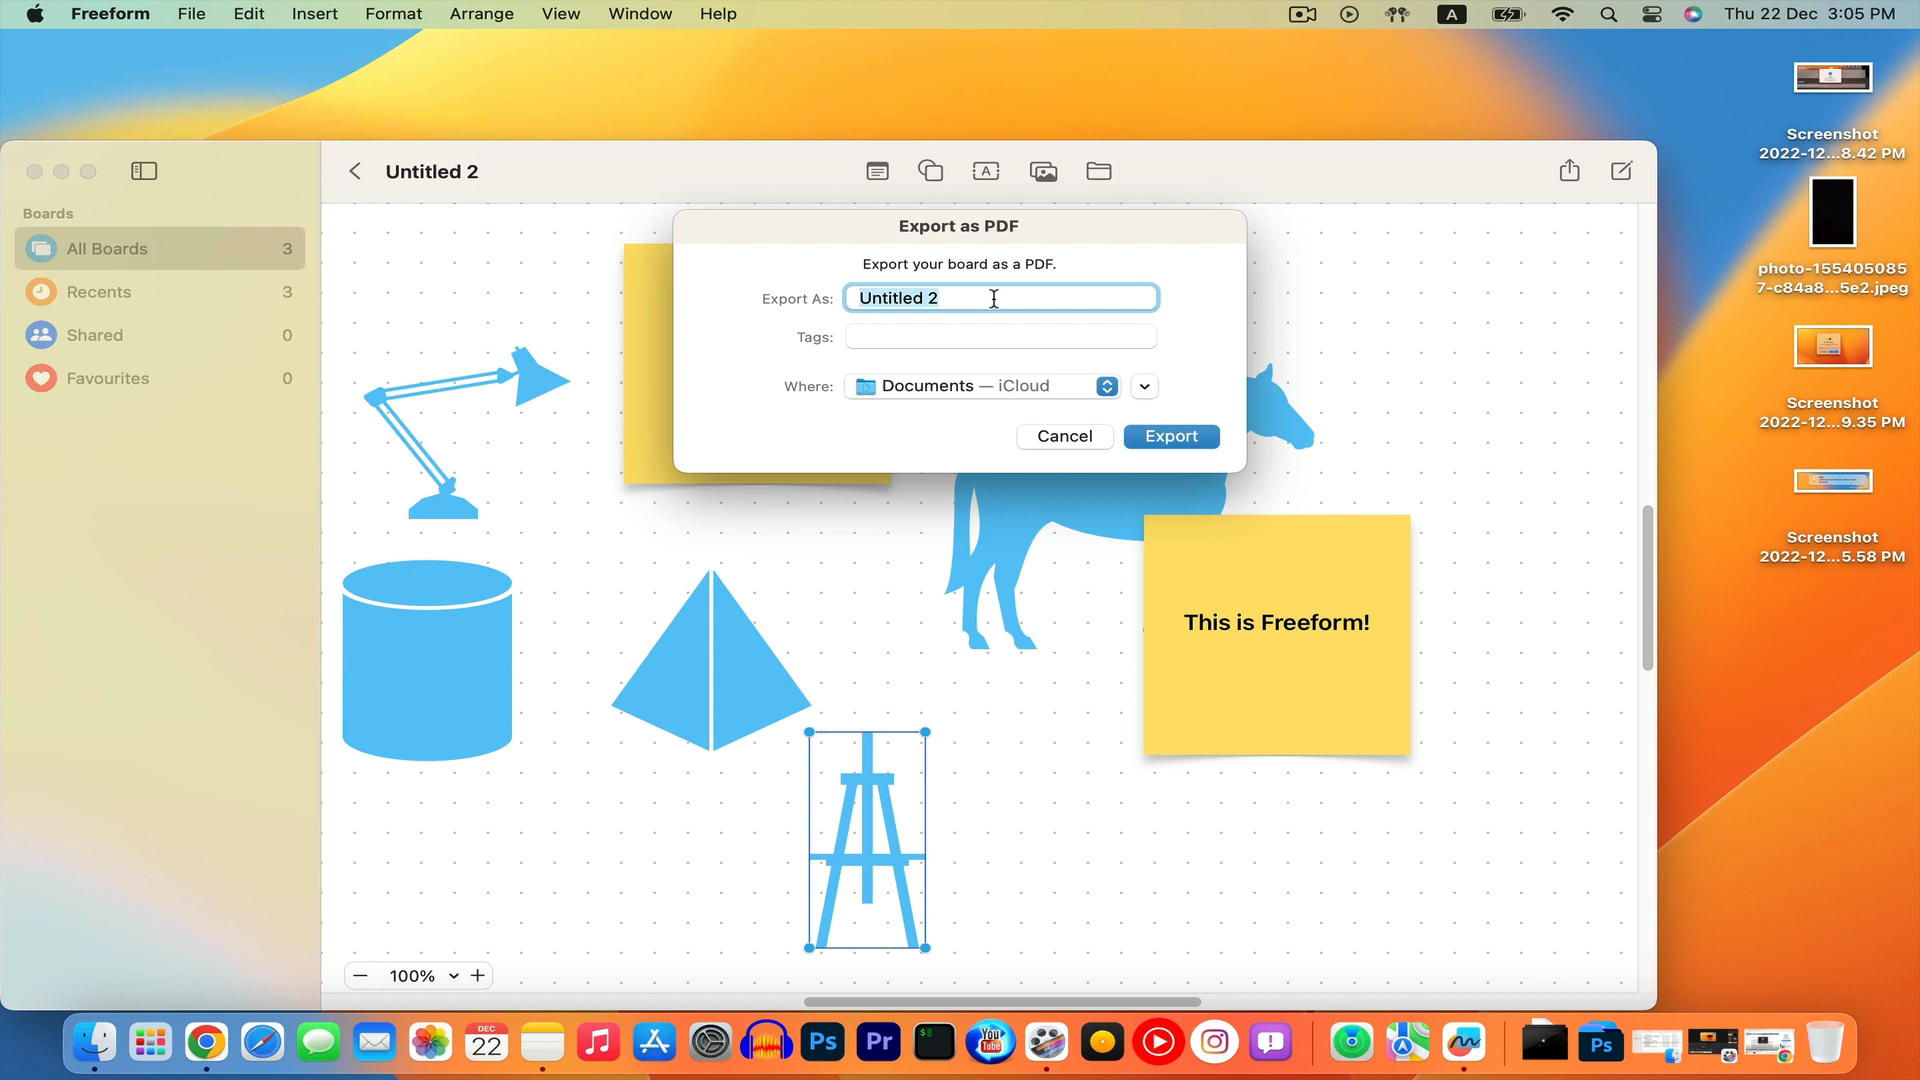 Freeform File Edit Insert Format Arrange View Window Help A Thu 22 Dec 3:05 PM
Screenshot
2022-12...8.42 PM
photo-155405085
7-c84a8...5e2.jpeg
Screenshot
2022-12...9.35 PM
Screenshot
2022-12...5.58 PM
Untitled 2
A
Boards
All Boards 3
Recents 3
Shared 0
Favourites 0
Export as PDF
Export your board as a PDF.
Export As: Untitled 2
Tags:
Where: Documents — iCloud
Cancel Export
This is Freeform!
100%
DEC
22
Ps
Pr
$
You
Tube
Ps